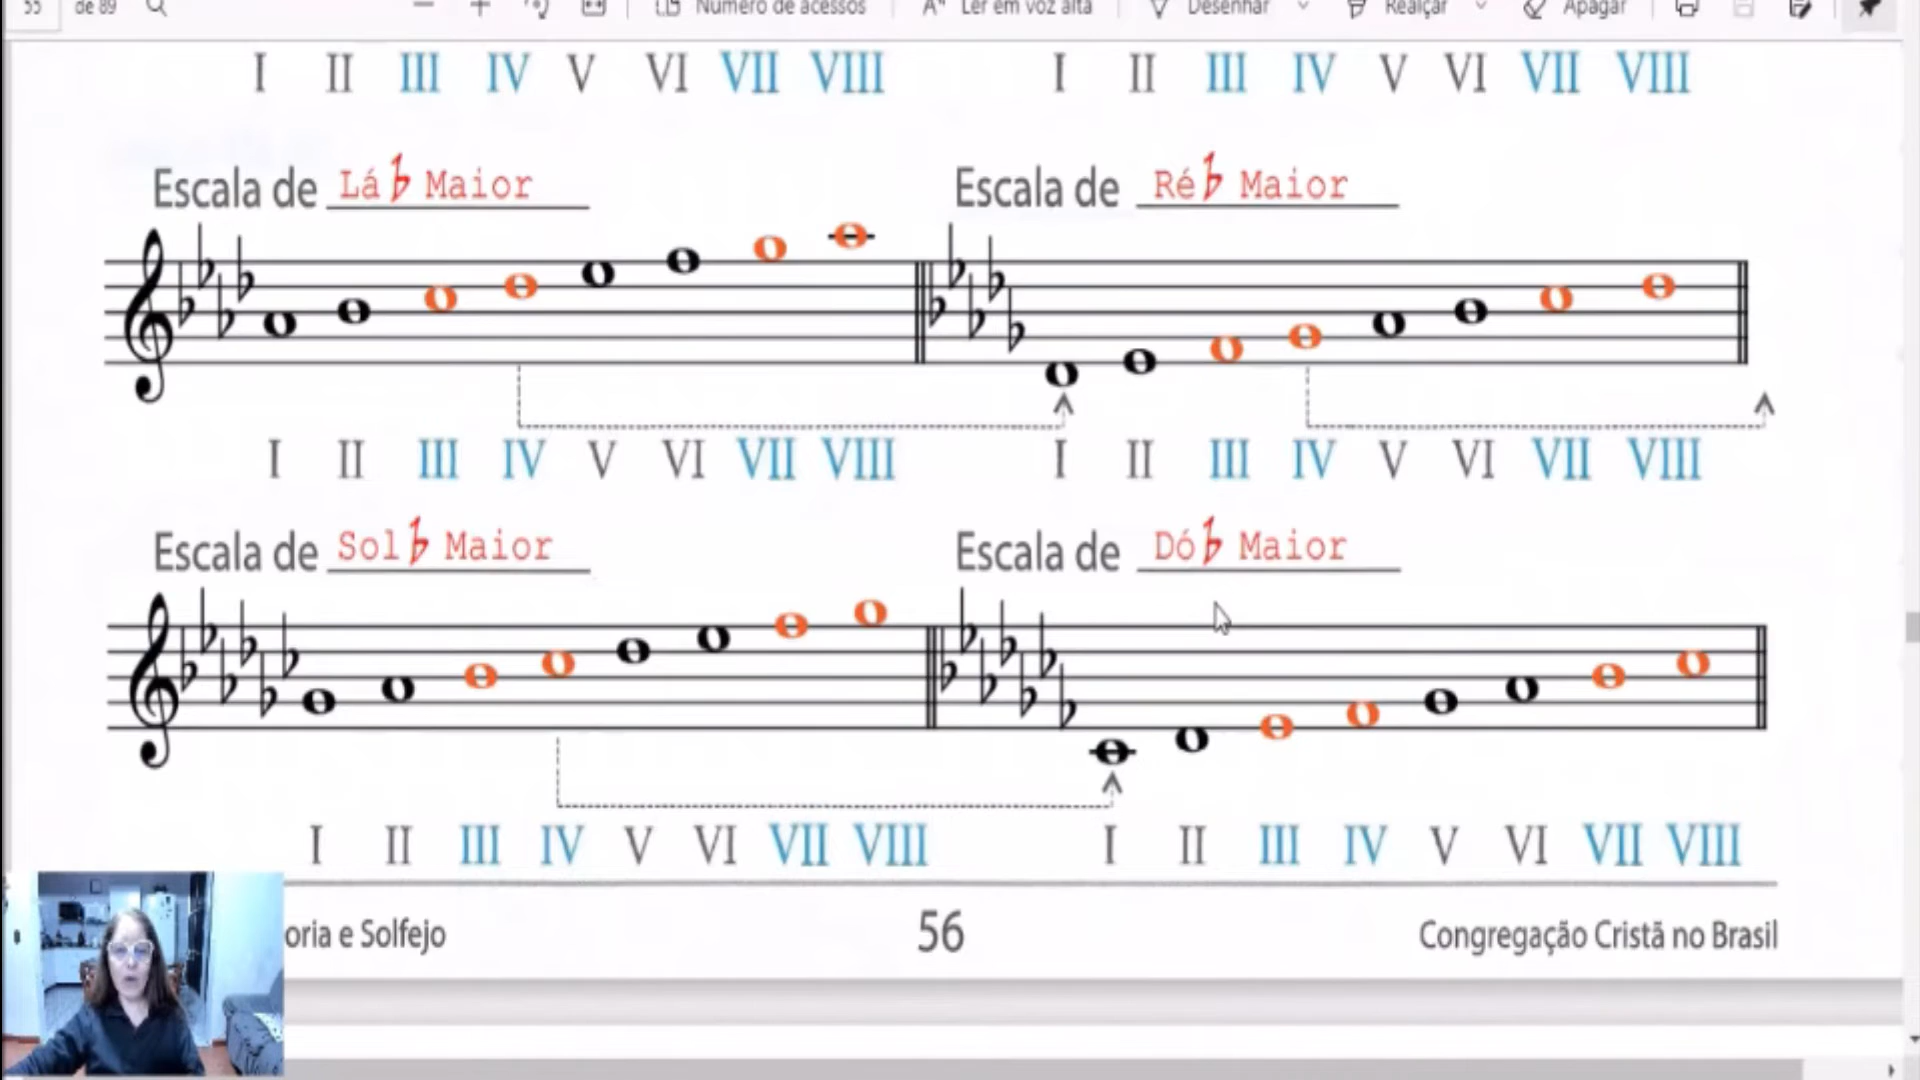 55 de 89 Número de acessos Ler em voz alta Desenhar Realçar Apagar
I II III IV V VI VII VIII I II III IV V VI VII VIII
Escala de Lá♭ Maior Escala de Ré♭ Maior
I II III IV V VI VII VIII I II III IV V VI VII VIII
Escala de Sol♭ Maior Escala de Dó♭ Maior
I II III IV V VI VII VIII I II III IV V VI VII VIII
oria e Solfejo 56 Congregação Cristã no Brasil